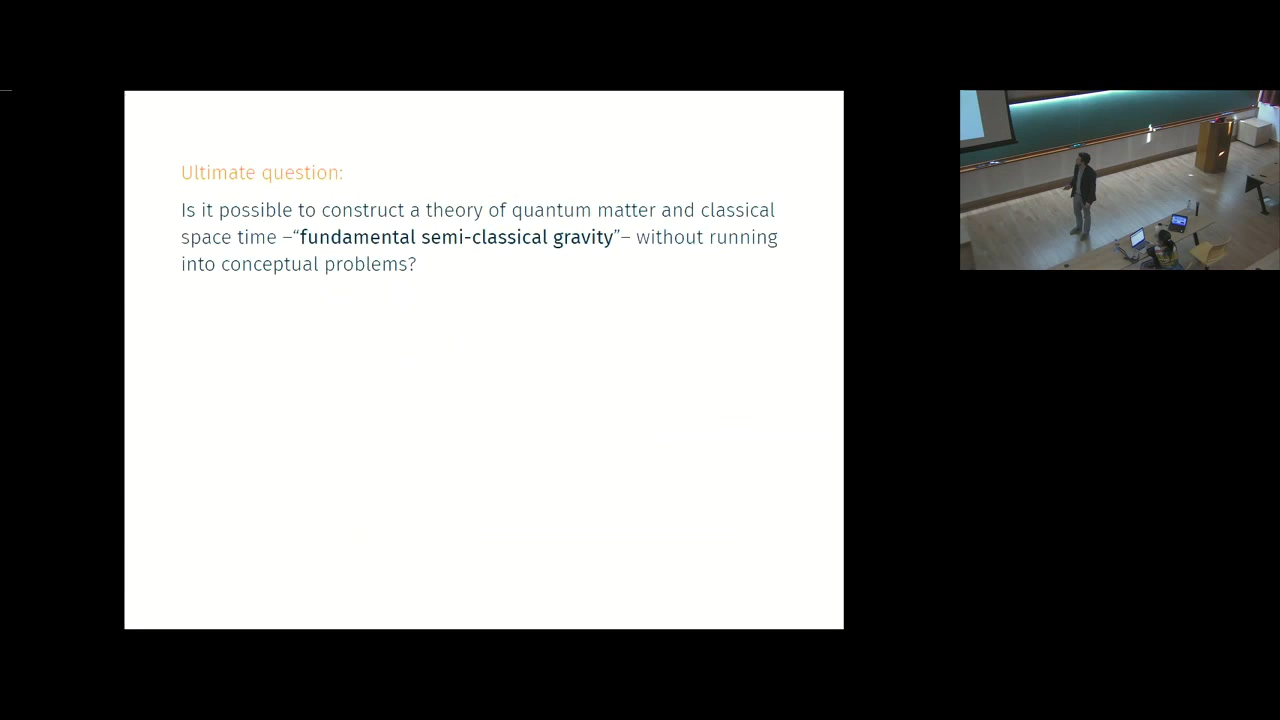 Ultimate question:
Is it possible to construct a theory of quantum matter and classical
space time –“fundamental semi-classical gravity”– without running
into conceptual problems?